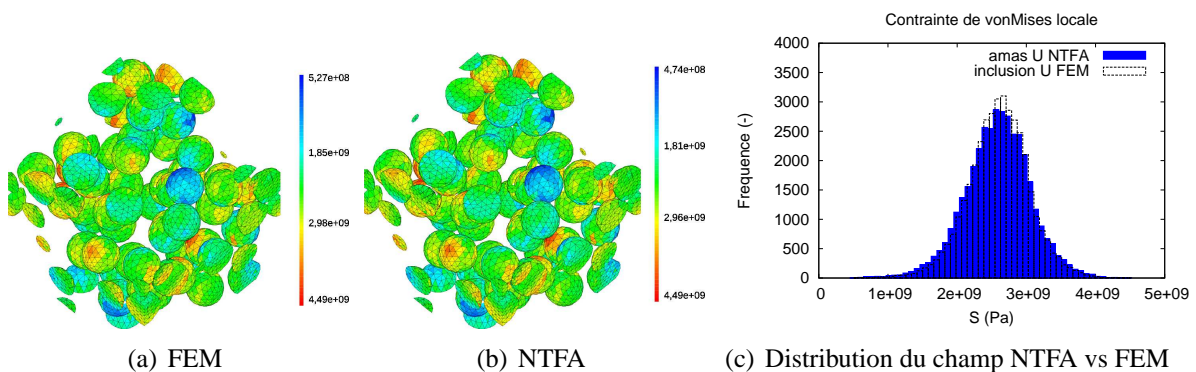 5,27e+08
1,85e+09
2,98e+09
4,49e+09
(a) FEM
4,74e+08
1,81e+09
2,96e+09
4,49e+09
(b) NTFA
Contrainte de vonMises locale
amas U NTFA
inclusion U FEM
Frequence (-)
4000
3500
3000
2500
2000
1500
1000
500
0
0 1e+09 2e+09 3e+09 4e+09 5e+09
S (Pa)
(c) Distribution du champ NTFA vs FEM